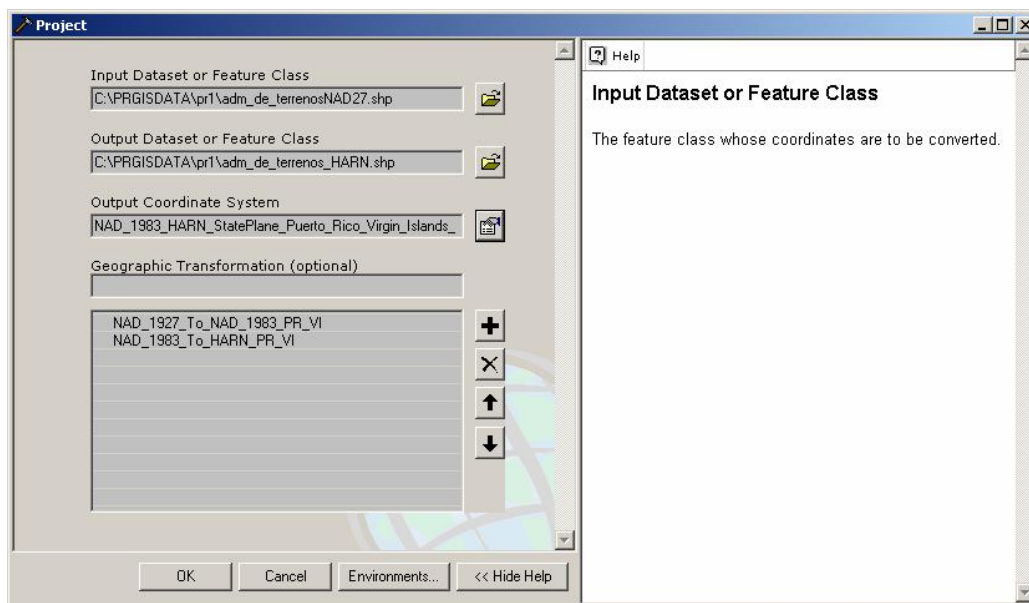 Project
Input Dataset or Feature Class
C:\PRGISDATA\pr1\adm_de_terrenosNAD27.shp
Output Dataset or Feature Class
C:\PRGISDATA\pr1\adm_de_terrenos_HARN.shp
Output Coordinate System
NAD_1983_HARN_StatePlane_Puerto_Rico_Virgin_Islands_
Geographic Transformation (optional)
NAD_1927_To_NAD_1983_PR_VI
NAD_1983_To_HARN_PR_VI
OK
Cancel
Environments...
<< Hide Help
Help
Input Dataset or Feature Class
The feature class whose coordinates are to be converted.